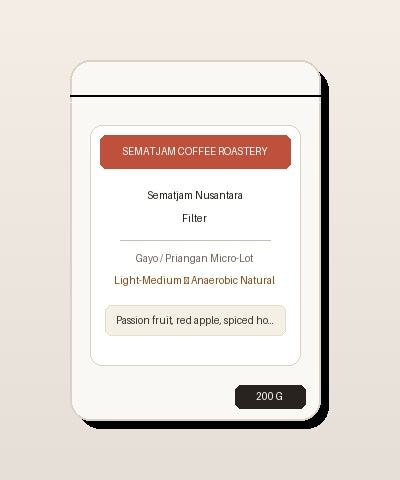 SEMATJAM COFFEE ROASTERY
Sematjam Nusantara
Filter
Gayo / Priangan Micro-Lot
Light-Medium Anaerobic Natural
Passion fruit, red apple, spiced ho...
200 G